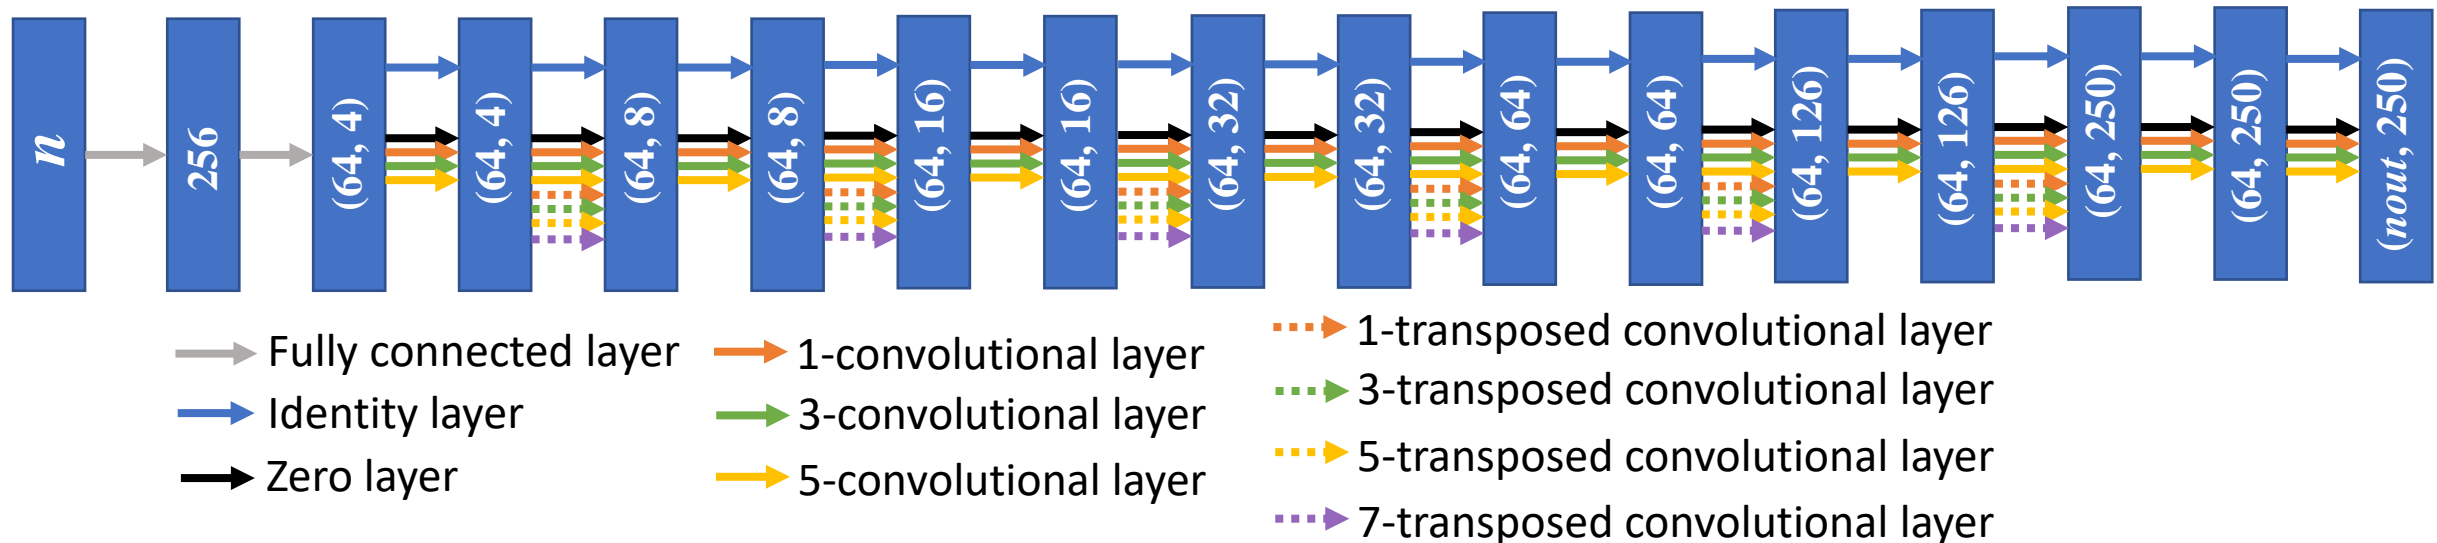 n
256
(64, 4)
(64, 4)
(64, 8)
(64, 8)
(64, 16)
(64, 16)
(64, 32)
(64, 32)
(64, 64)
(64, 64)
(64, 126)
(64, 126)
(64, 250)
(64, 250)
(nout, 250)
Fully connected layer
Identity layer
Zero layer
1-convolutional layer
3-convolutional layer
5-convolutional layer
1-transposed convolutional layer
3-transposed convolutional layer
5-transposed convolutional layer
7-transposed convolutional layer